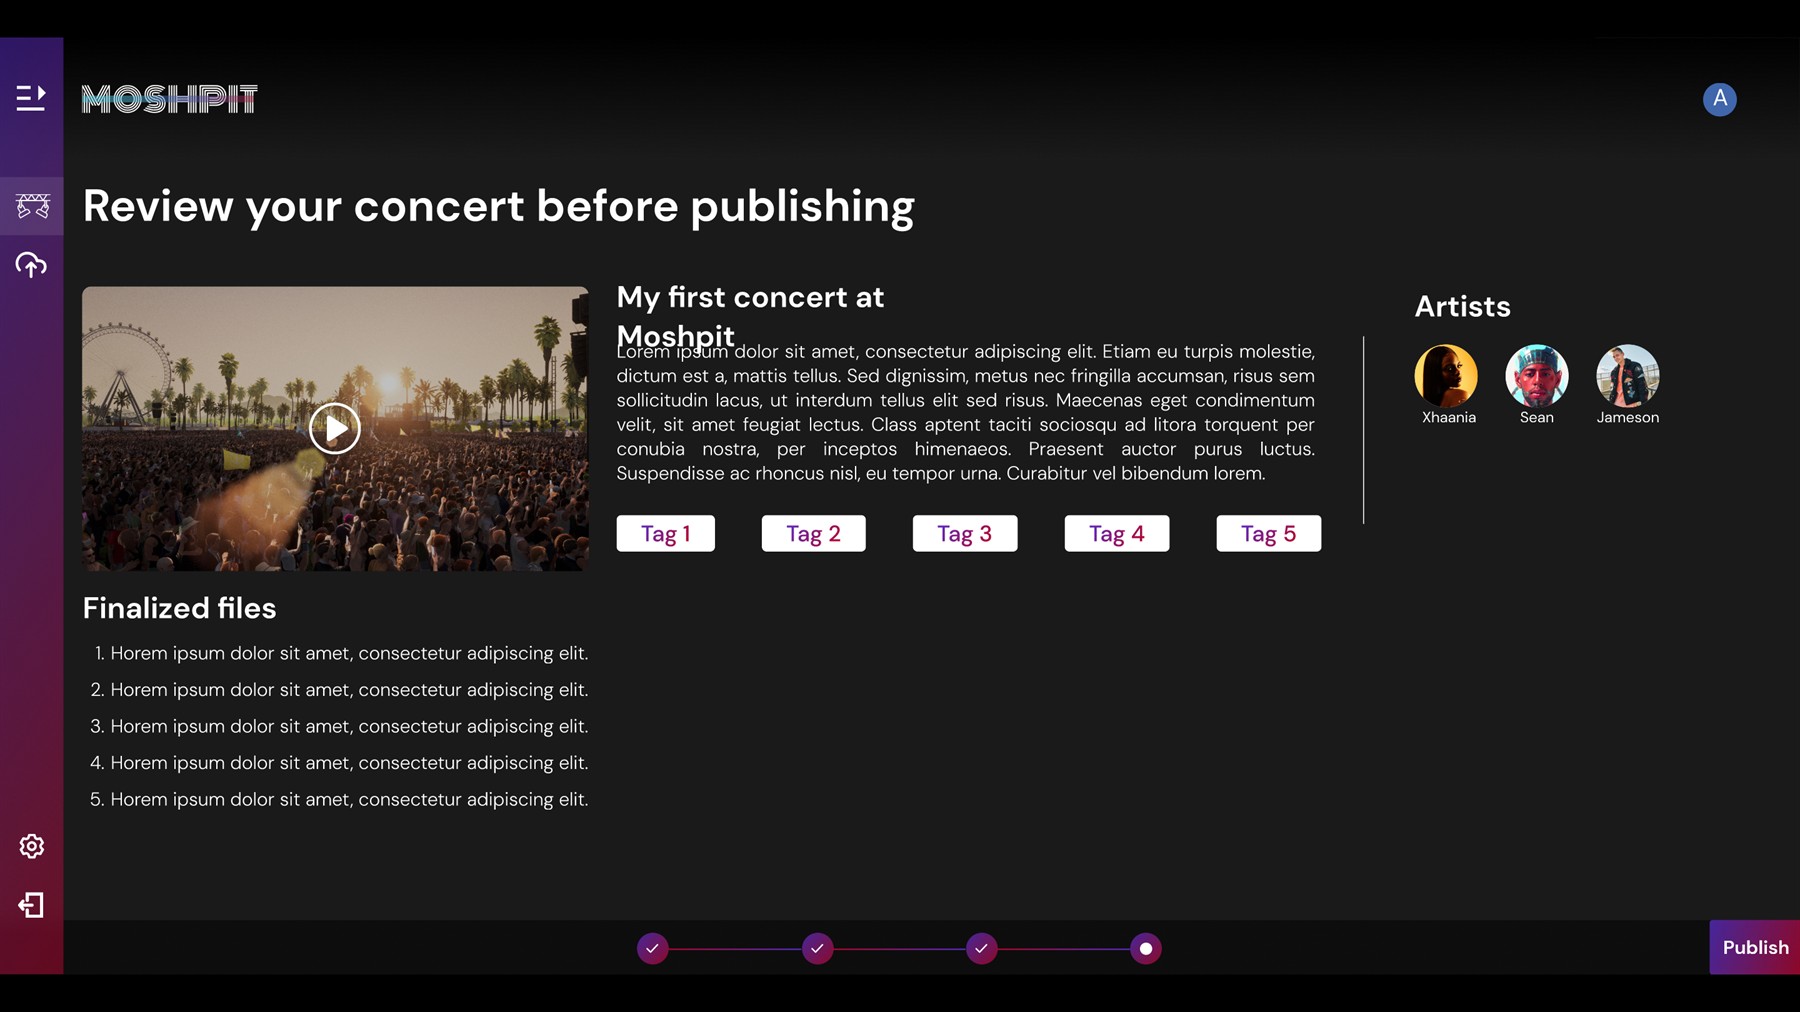 MOSHPIT
A
Review your concert before publishing
My first concert at
Moshpit
Lorem ipsum dolor sit amet, consectetur adipiscing elit. Etiam eu turpis molestie,
dictum est a, mattis tellus. Sed dignissim, metus nec fringilla accumsan, risus sem
sollicitudin lacus, ut interdum tellus elit sed risus. Maecenas eget condimentum
velit, sit amet feugiat lectus. Class aptent taciti sociosqu ad litora torquent per
conubia nostra, per inceptos himenaeos. Praesent auctor purus luctus.
Suspendisse ac rhoncus nisl, eu tempor urna. Curabitur vel bibendum lorem.
Tag 1 Tag 2 Tag 3 Tag 4 Tag 5
Artists
Xhaania Sean Jameson
Finalized files
1. Horem ipsum dolor sit amet, consectetur adipiscing elit.
2. Horem ipsum dolor sit amet, consectetur adipiscing elit.
3. Horem ipsum dolor sit amet, consectetur adipiscing elit.
4. Horem ipsum dolor sit amet, consectetur adipiscing elit.
5. Horem ipsum dolor sit amet, consectetur adipiscing elit.
Publish